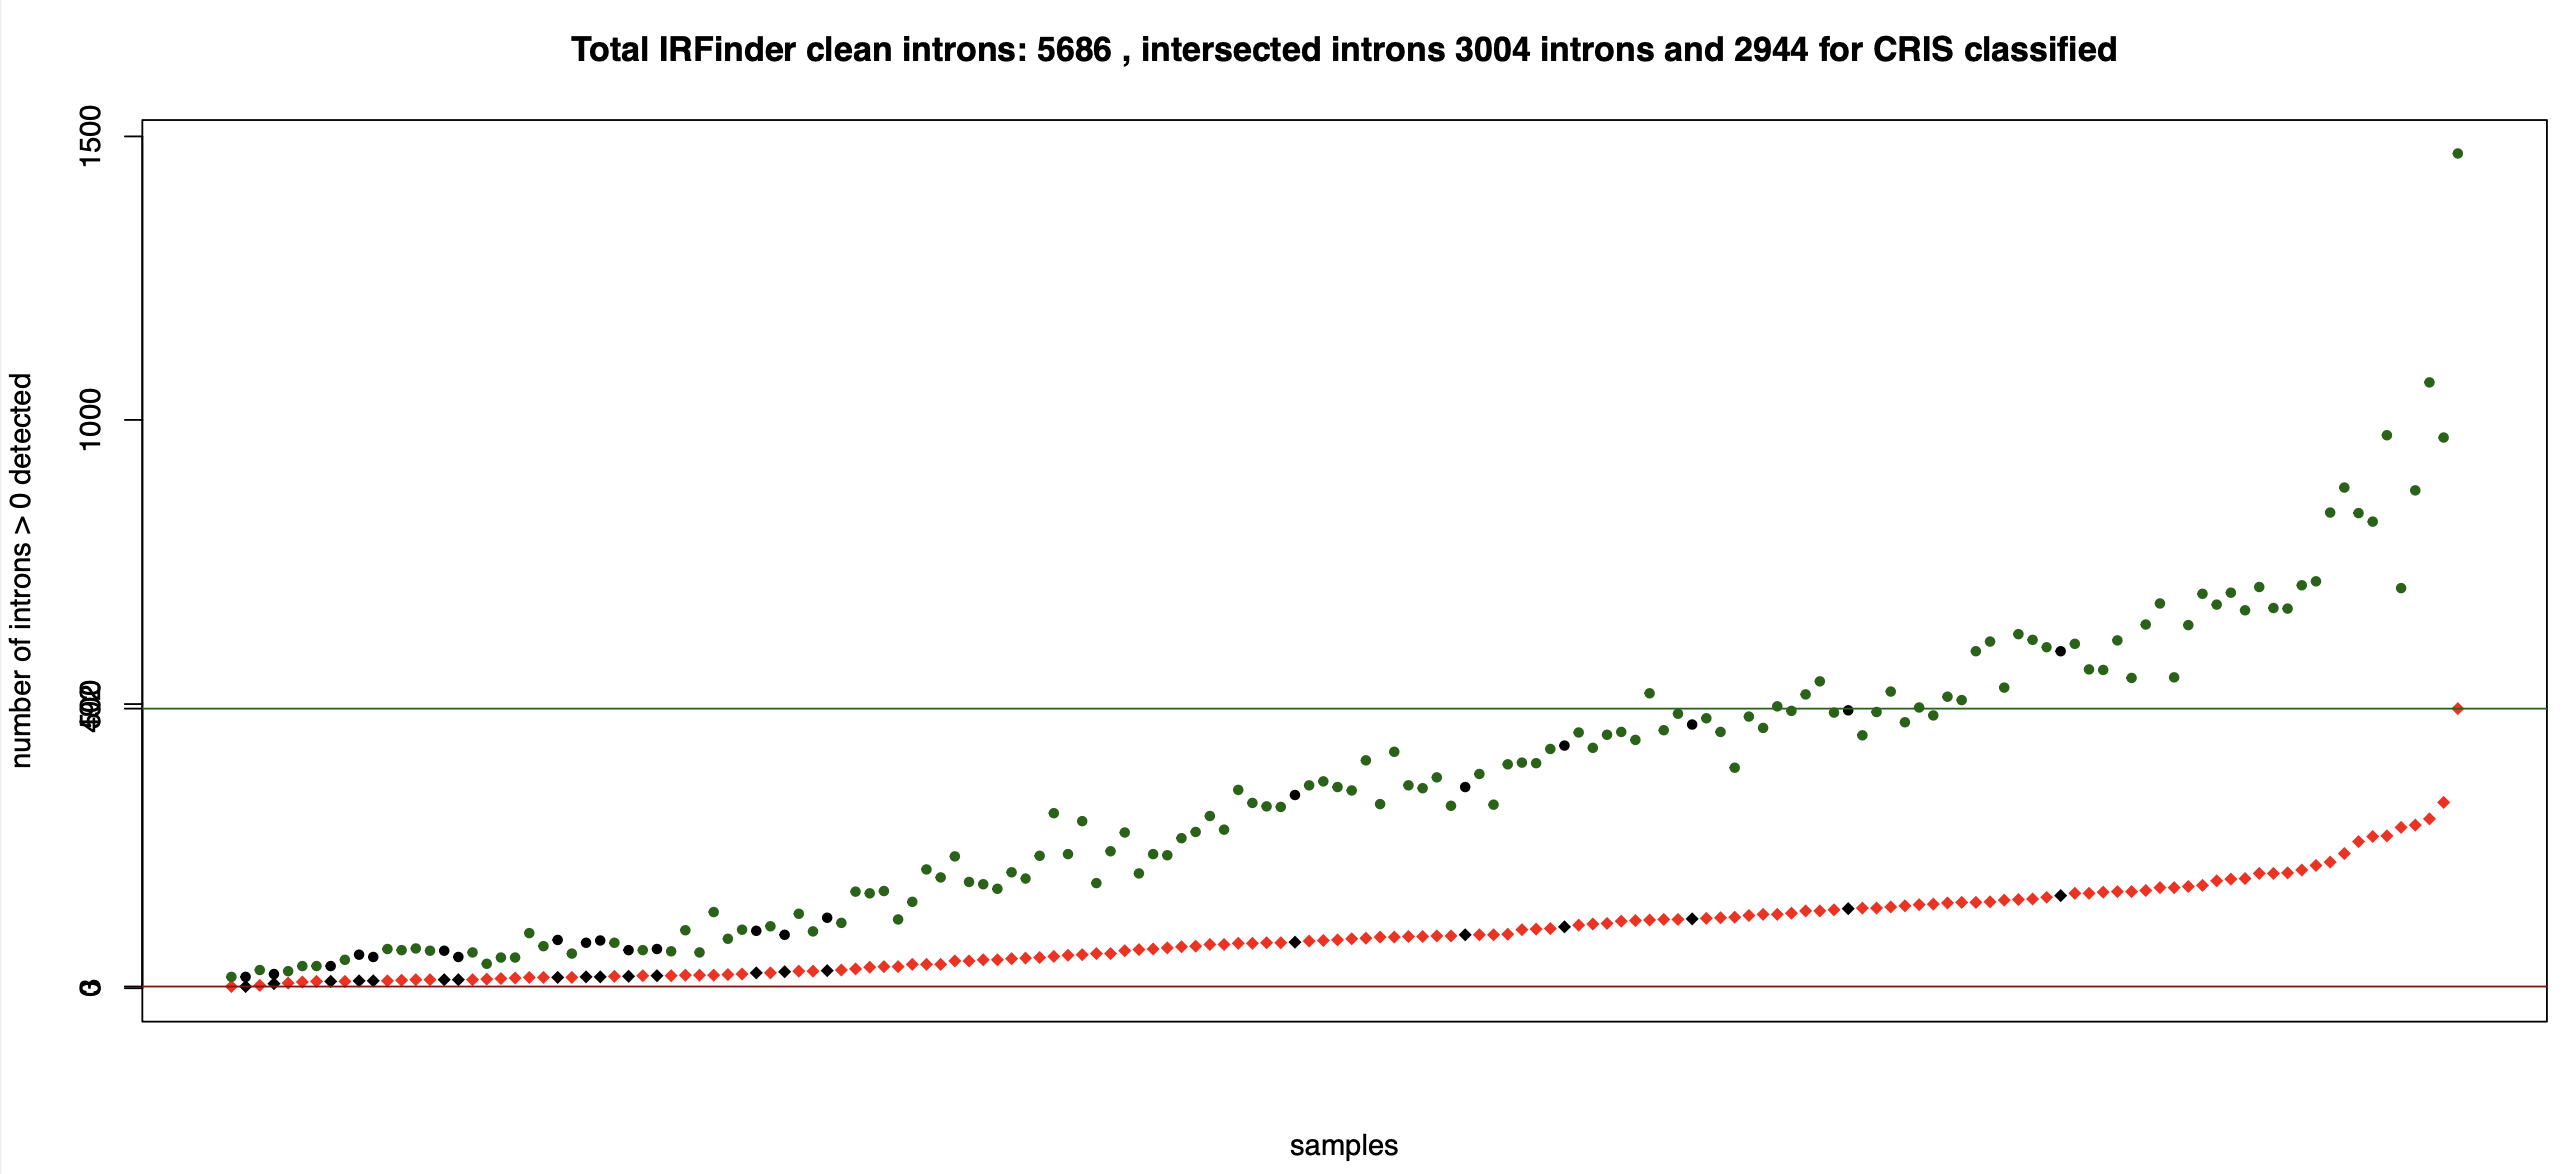 Total IRFinder clean introns: 5686 , intersected introns 3004 introns and 2944 for CRIS classified
number of introns > 0 detected
1500
1000
samples